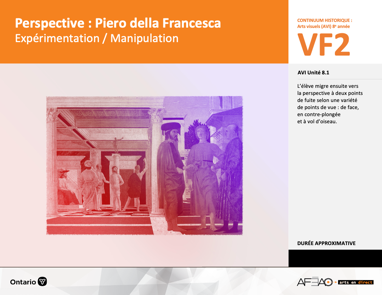 Perspective : Piero della Francesca
Expérimentation / Manipulation
CONTINUUM HISTORIQUE :
Arts visuels (AVI) 8e année
VF2
AVI Unité 8.1
L'élève migre ensuite vers
la perspective à deux points
de fuite selon une variété
de points de vue : de face,
en contre-plongée
et à vol d'oiseau.
DURÉE APPROXIMATIVE
Ontario
AFÉAO
arts en direct